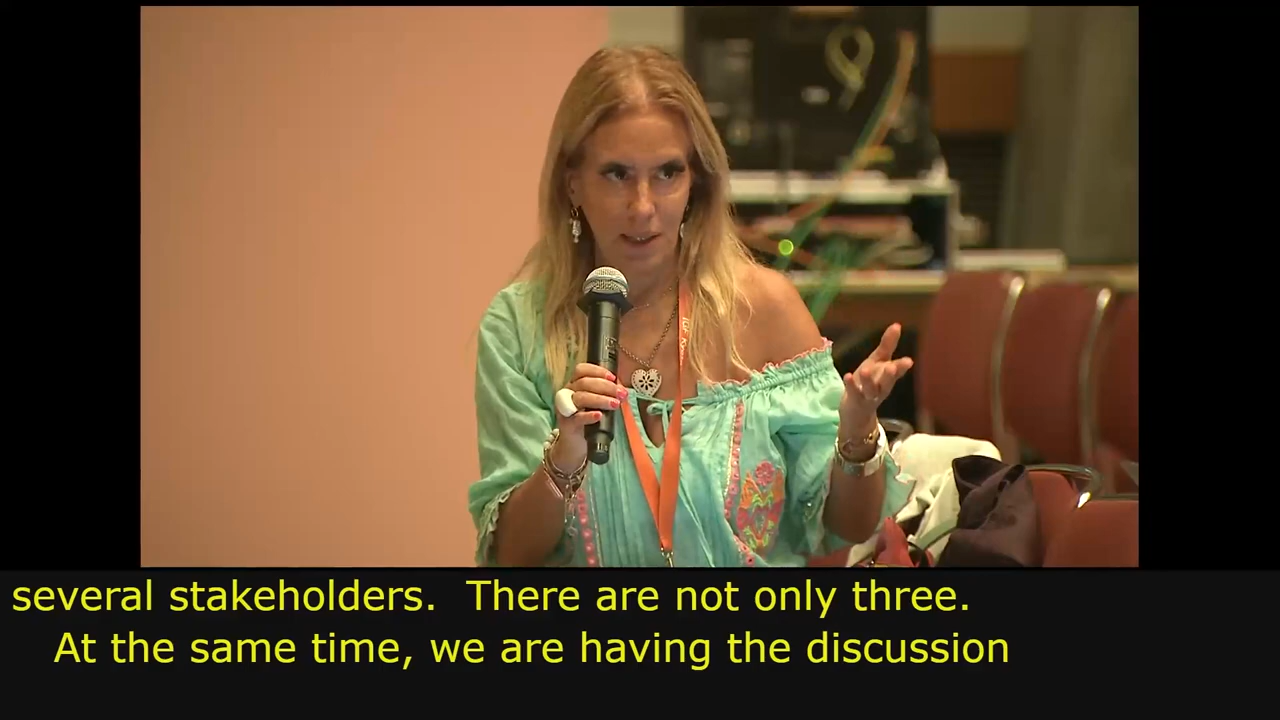 several stakeholders.  There are not only three.
At the same time, we are having the discussion